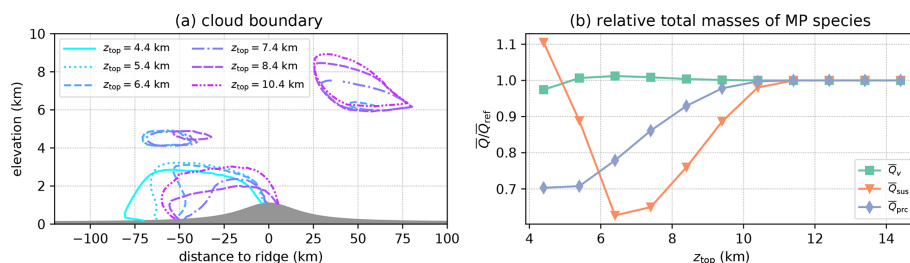 (a) cloud boundary
z_top = 4.4 km
z_top = 5.4 km
z_top = 6.4 km
z_top = 7.4 km
z_top = 8.4 km
z_top = 10.4 km
10
8
6
4
2
0
elevation (km)
−100 −75 −50 −25 0 25 50 75 100
distance to ridge (km)
(b) relative total masses of MP species
1.1
1.0
0.9
0.8
0.7
Q̅/Q̅_ref
Q̅_v
Q̅_sus
Q̅_prc
4 6 8 10 12 14
z_top (km)